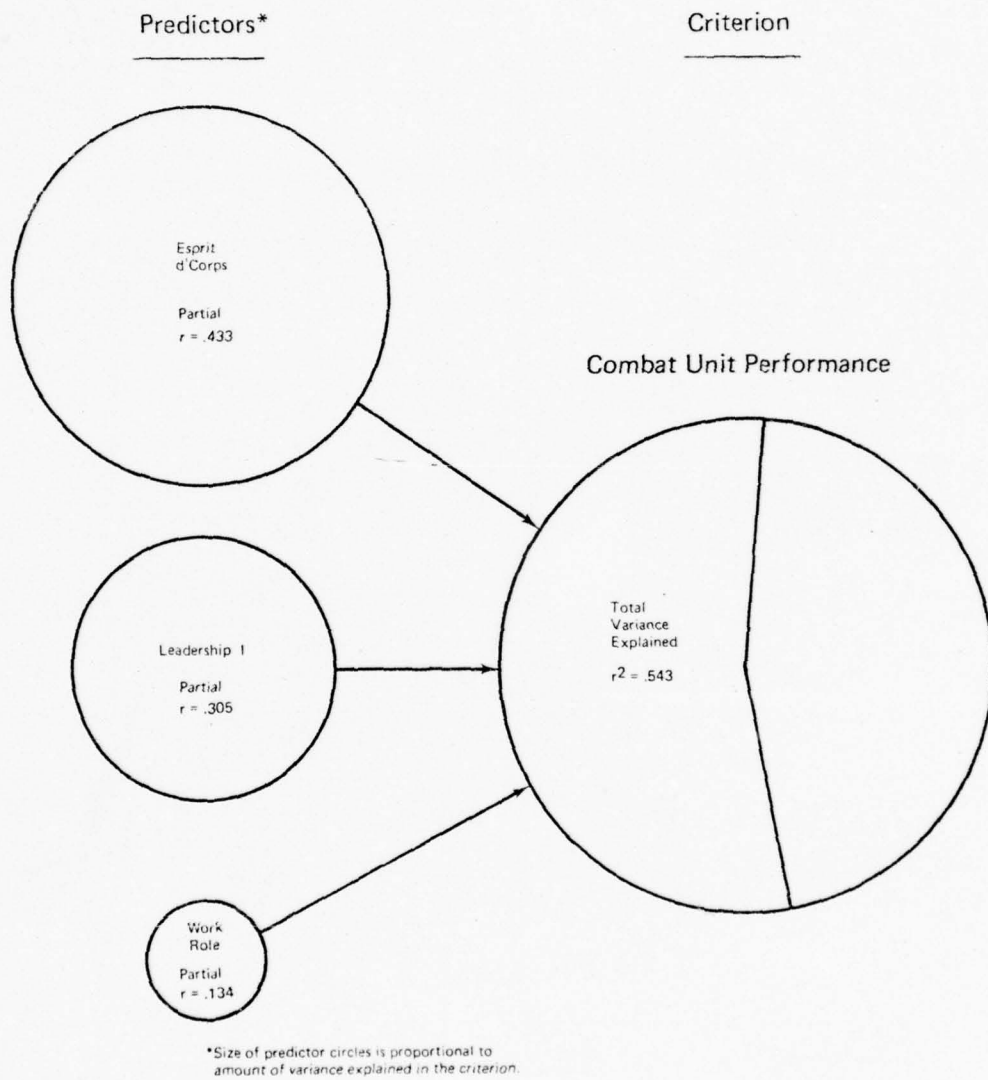 Predictors*
Criterion
Esprit
d'Corps
Partial
r = .433
Combat Unit Performance
Leadership I
Partial
r = .305
Total
Variance
Explained
r² = .543
Work
Role
Partial
r = .134
*Size of predictor circles is proportional to
amount of variance explained in the criterion.